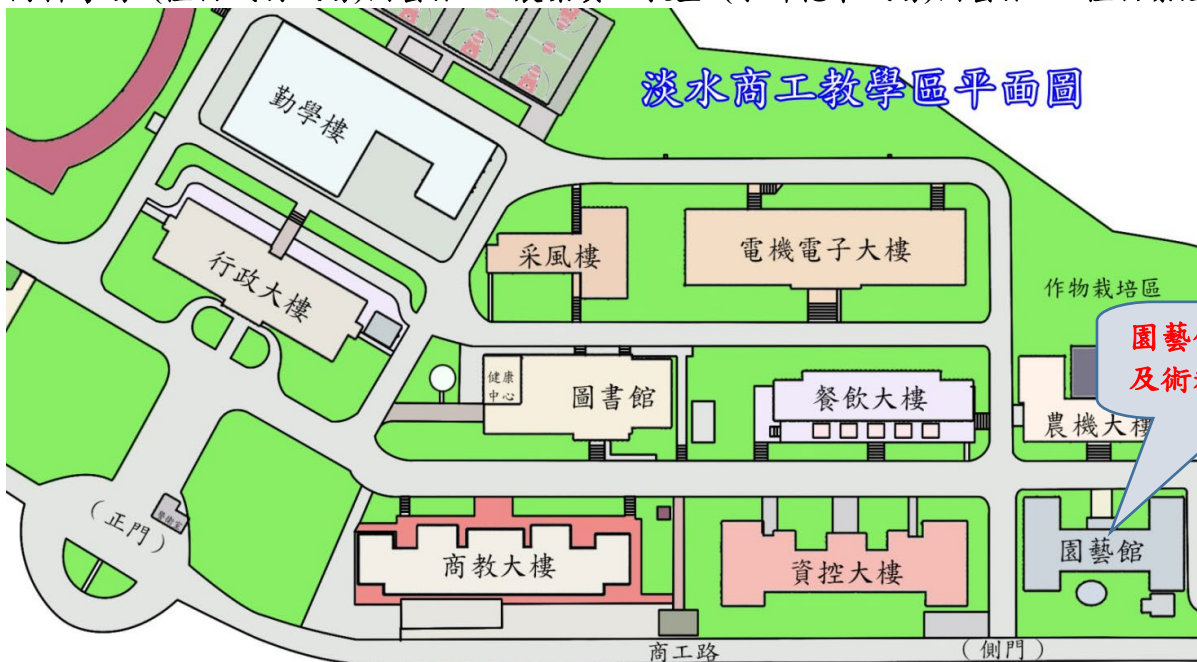 淡水商工教學區平面圖
勤學樓
行政大樓
采風樓
電機電子大樓
作物栽培區
園藝
及術
健康
中心
圖書館
餐飲大樓
農機大樓
（正門）
警衛室
商教大樓
資控大樓
園藝館
商工路
（側門）